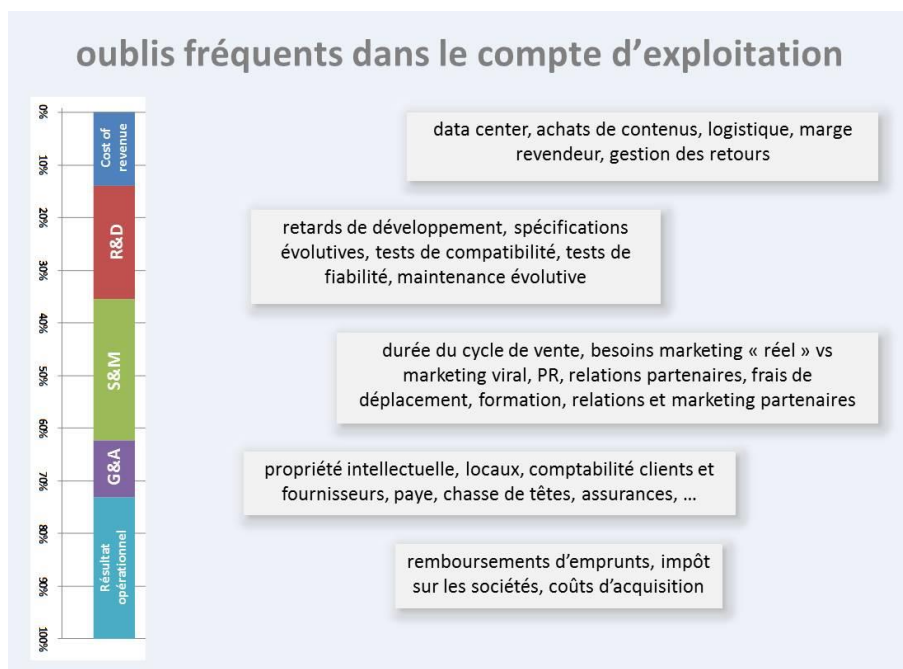 oublis fréquents dans le compte d’exploitation
0%
10%
20%
30%
40%
50%
60%
70%
80%
90%
100%
Cost of
revenue
R&D
S&M
G&A
Résultat
opérationnel
data center, achats de contenus, logistique, marge
revendeur, gestion des retours
retards de développement, spécifications
évolutives, tests de compatibilité, tests de
fiabilité, maintenance évolutive
durée du cycle de vente, besoins marketing « réel » vs
marketing viral, PR, relations partenaires, frais de
déplacement, formation, relations et marketing partenaires
propriété intellectuelle, locaux, comptabilité clients et
fournisseurs, paye, chasse de têtes, assurances, ...
remboursements d’emprunts, impôt
sur les sociétés, coûts d’acquisition